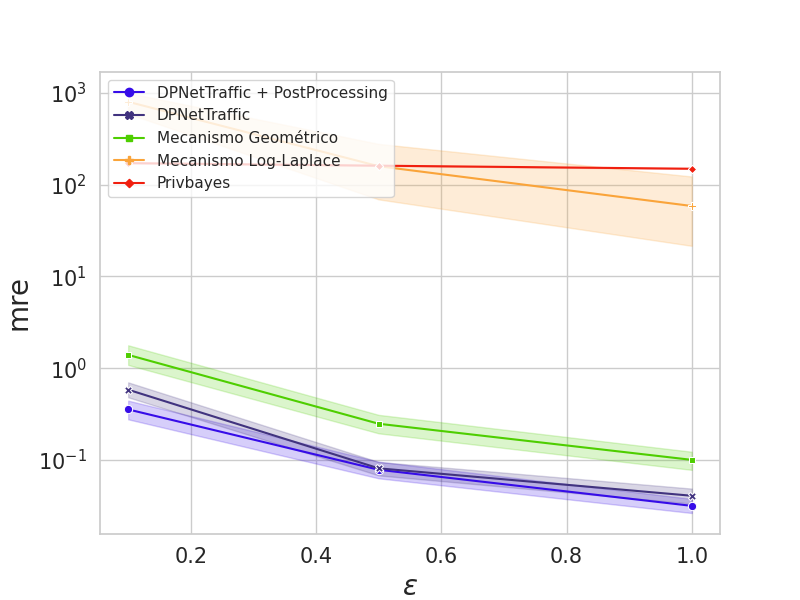 DPNetTraffic + PostProcessing
DPNetTraffic
Mecanismo Geométrico
Mecanismo Log-Laplace
Privbayes
10³
10²
10¹
10⁰
10⁻¹
mre
0.2 0.4 0.6 0.8 1.0
ε